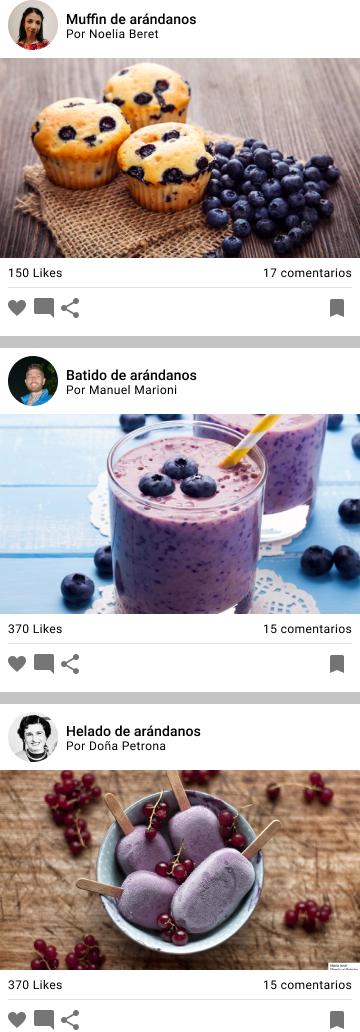 Muffin de arándanos
Por Noelia Beret
150 Likes 17 comentarios
Batido de arándanos
Por Manuel Marioni
370 Likes 15 comentarios
Helado de arándanos
Por Doña Petrona
370 Likes 15 comentarios